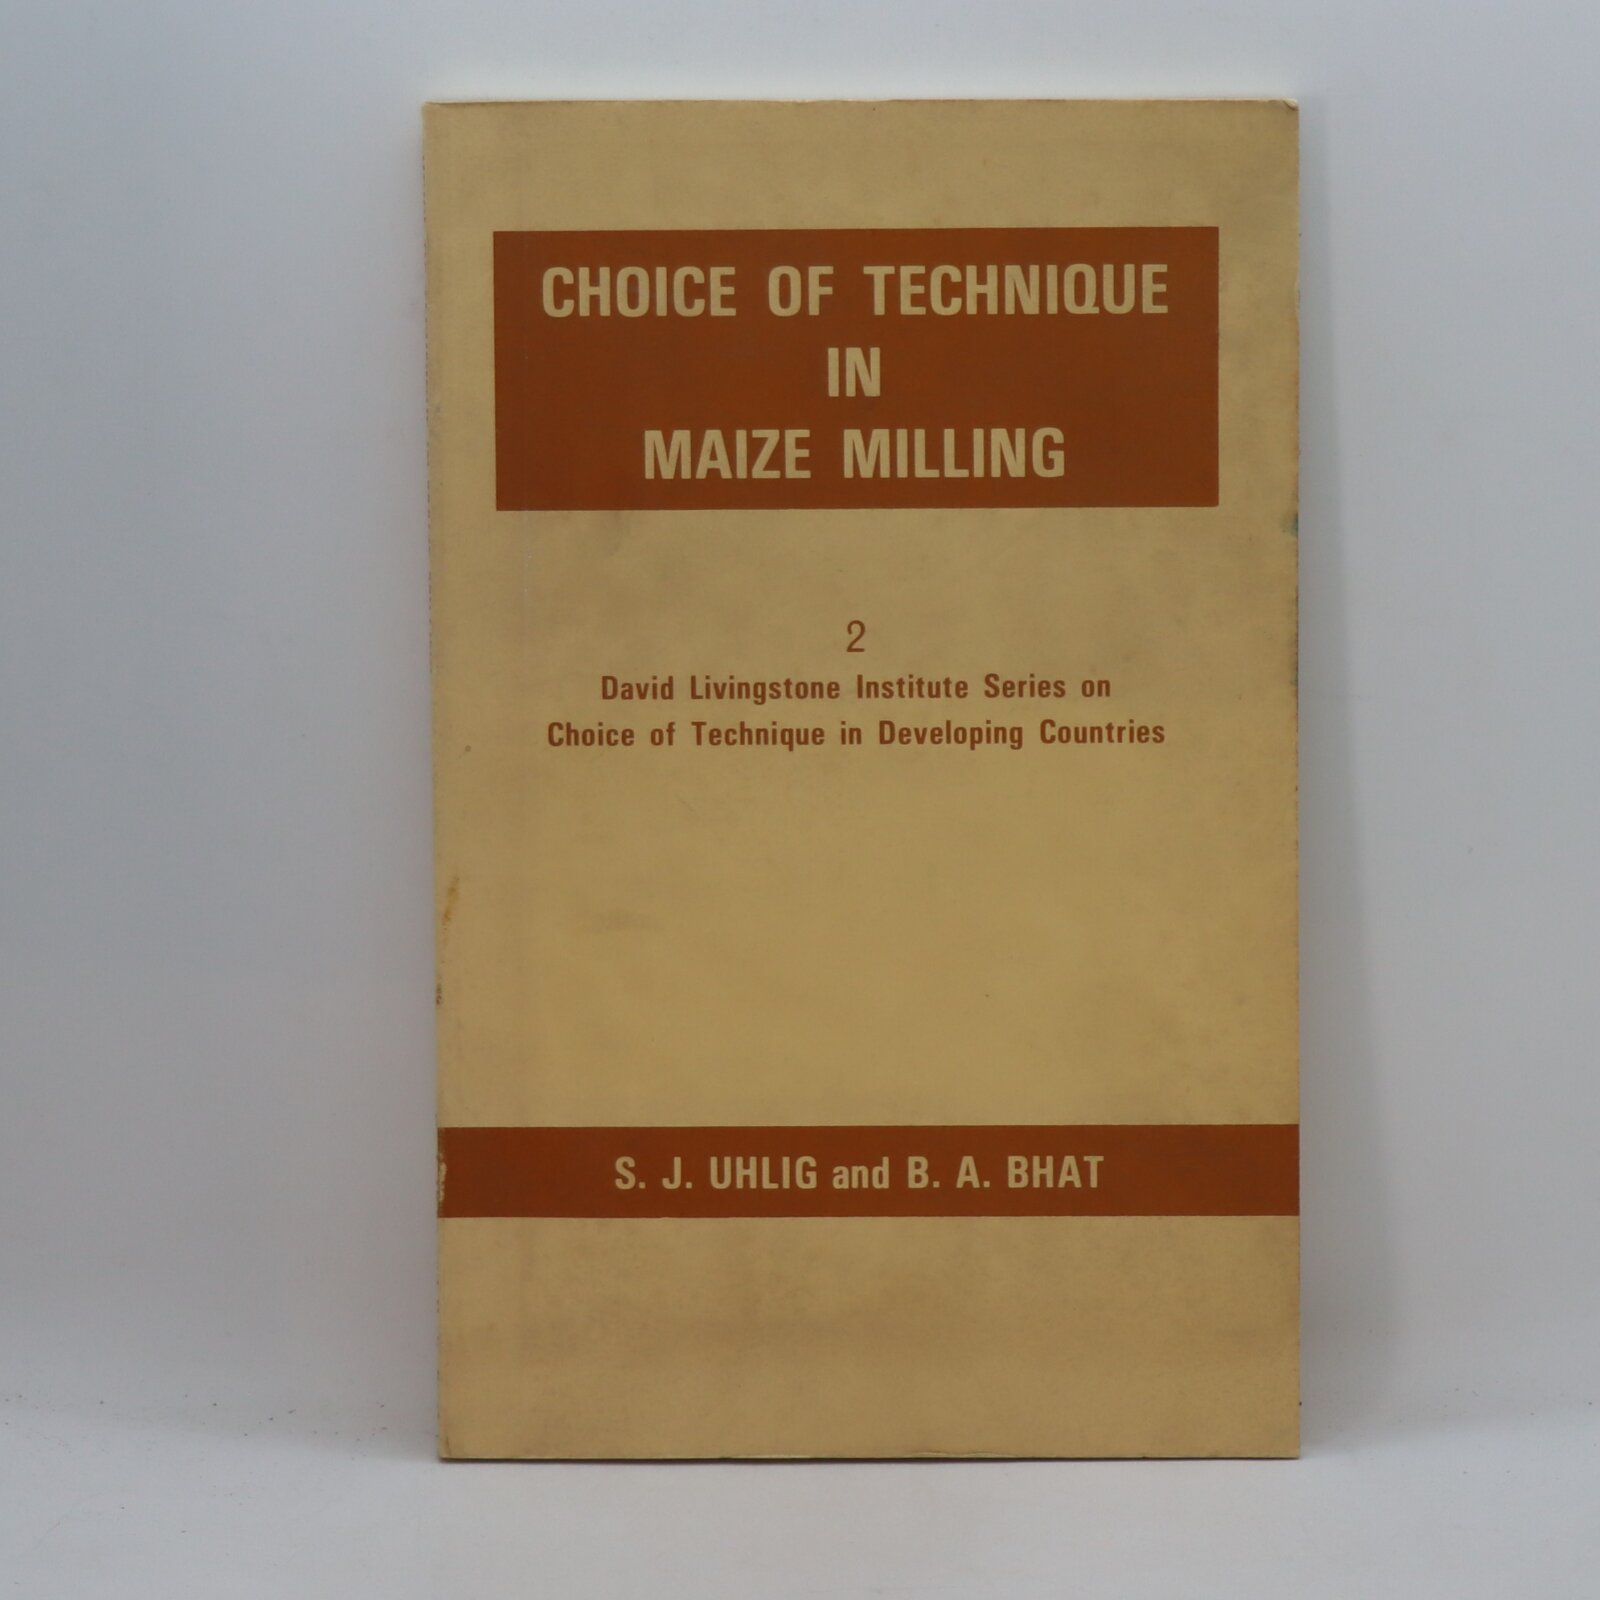 CHOICE OF TECHNIQUE
IN
MAIZE MILLING
2
David Livingstone Institute Series on
Choice of Technique in Developing Countries
S. J. UHLIG and B. A. BHAT